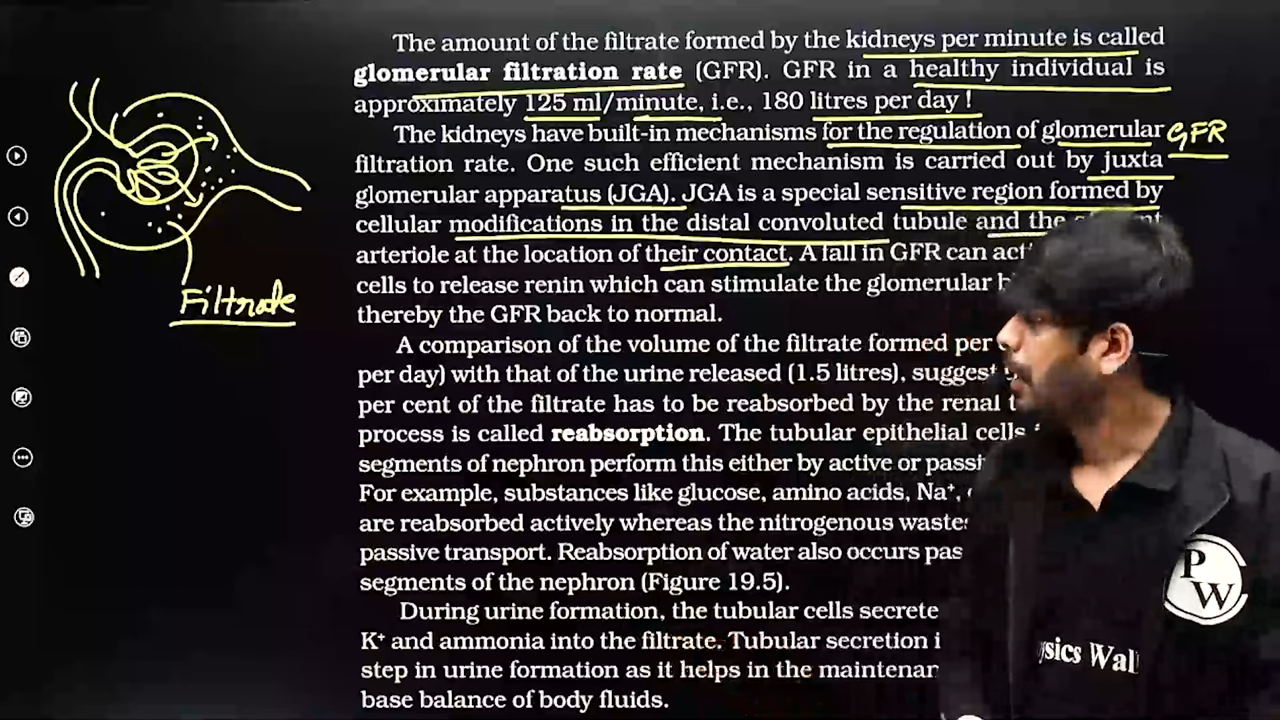 The amount of the filtrate formed by the kidneys per minute is called
glomerular filtration rate (GFR). GFR in a healthy individual is
approximately 125 ml/minute, i.e., 180 litres per day !
The kidneys have built-in mechanisms for the regulation of glomerular GFR
filtration rate. One such efficient mechanism is carried out by juxta
glomerular apparatus (JGA). JGA is a special sensitive region formed by
cellular modifications in the distal convoluted tubule and the
arteriole at the location of their contact. A fall in GFR can
cells to release renin which can stimulate the glomerular
thereby the GFR back to normal.
Filtrate
A comparison of the volume of the filtrate formed per
per day) with that of the urine released (1.5 litres),
per cent of the filtrate has to be reabsorbed by the renal
process is called reabsorption. The tubular epithelial cells
segments of nephron perform this either by active or
For example, substances like glucose, amino acids, Na⁺,
are reabsorbed actively whereas the nitrogenous
passive transport. Reabsorption of water also occurs
segments of the nephron (Figure 19.5).
During urine formation, the tubular cells secrete
K⁺ and ammonia into the filtrate. Tubular secretion
step in urine formation as it helps in the
base balance of body fluids.
P
W